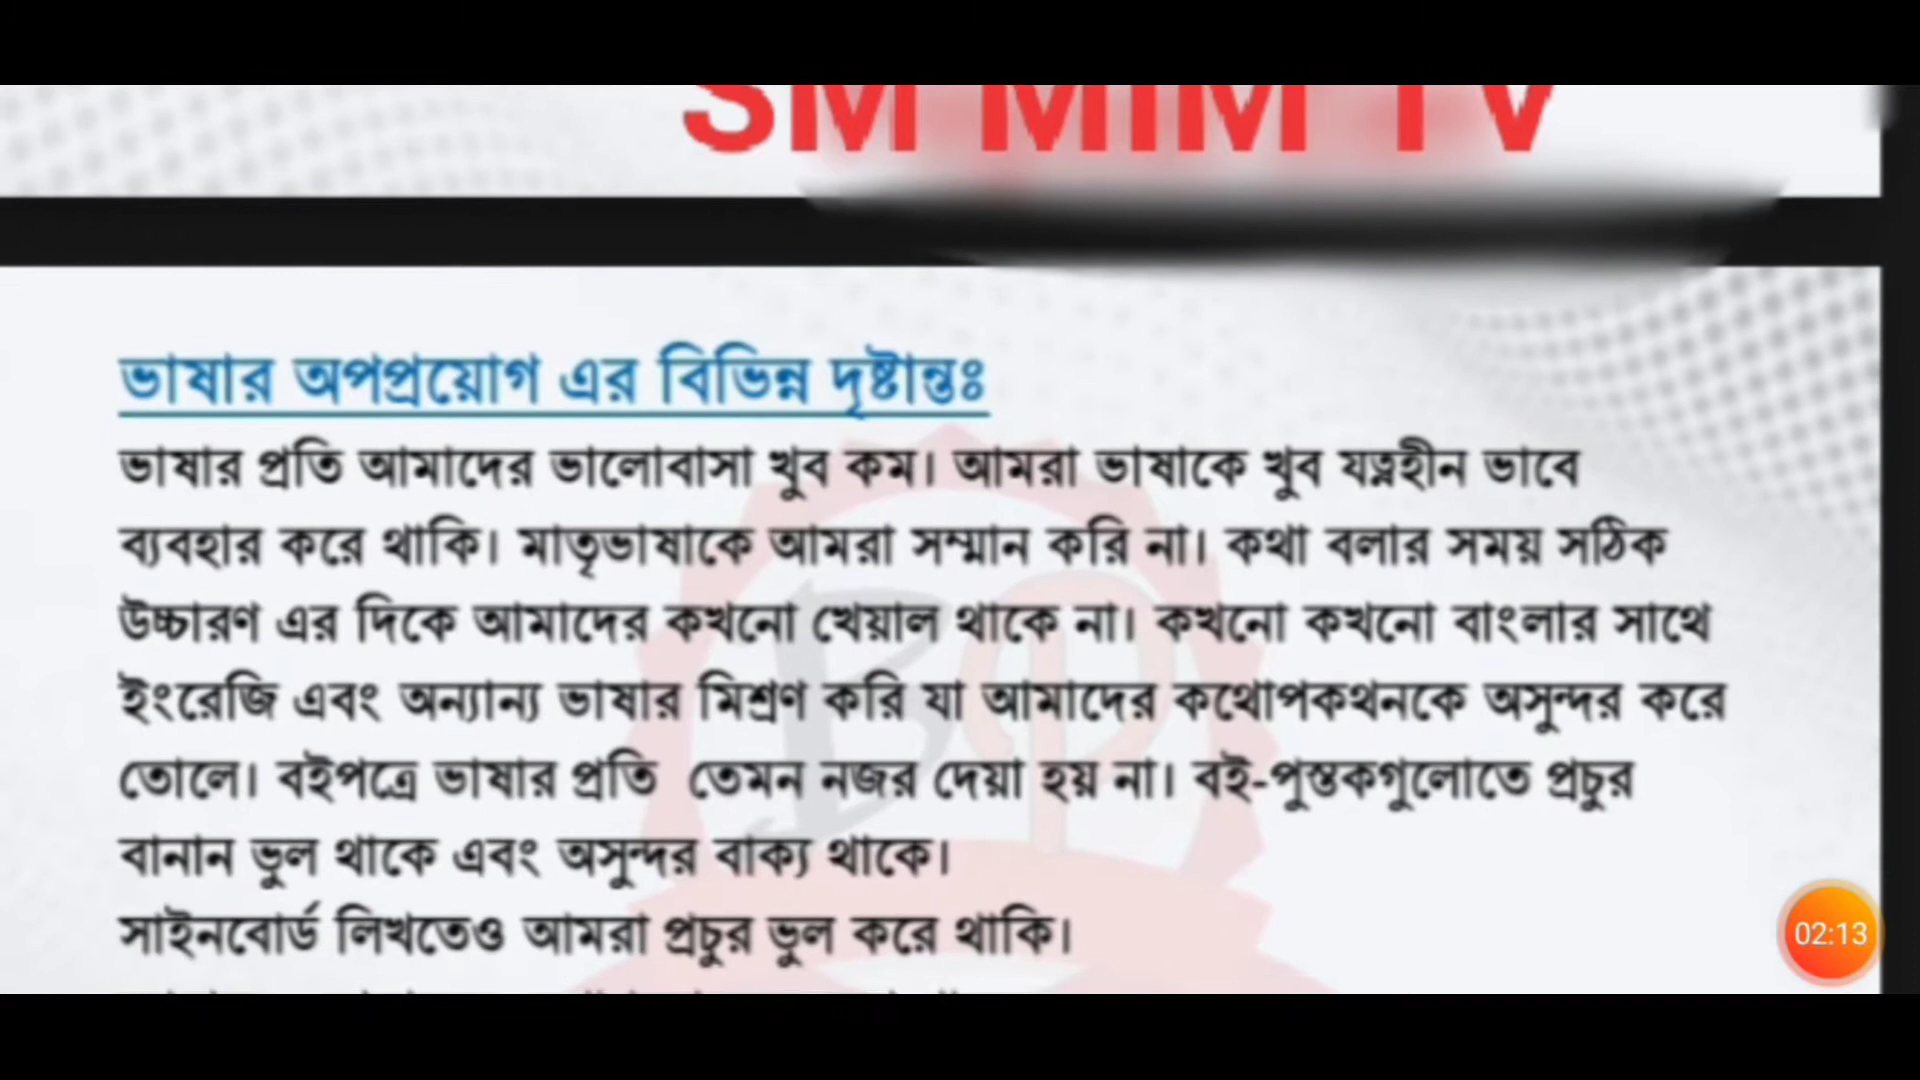 SM MIM TV
ভাষার অপপ্রয়োগ এর বিভিন্ন দৃষ্টান্তঃ
ভাষার প্রতি আমাদের ভালোবাসা খুব কম। আমরা ভাষাকে খুব যত্নহীন ভাবে
ব্যবহার করে থাকি। মাতৃভাষাকে আমরা সম্মান করি না। কথা বলার সময় সঠিক
উচ্চারণ এর দিকে আমাদের কখনো খেয়াল থাকে না। কখনো কখনো বাংলার সাথে
ইংরেজি এবং অন্যান্য ভাষার মিশ্রণ করি যা আমাদের কথোপকথনকে অসুন্দর করে
তোলে। বইপত্রে ভাষার প্রতি তেমন নজর দেয়া হয় না। বই-পুস্তকগুলোতে প্রচুর
বানান ভুল থাকে এবং অসুন্দর বাক্য থাকে।
সাইনবোর্ড লিখতেও আমরা প্রচুর ভুল করে থাকি।
02:13